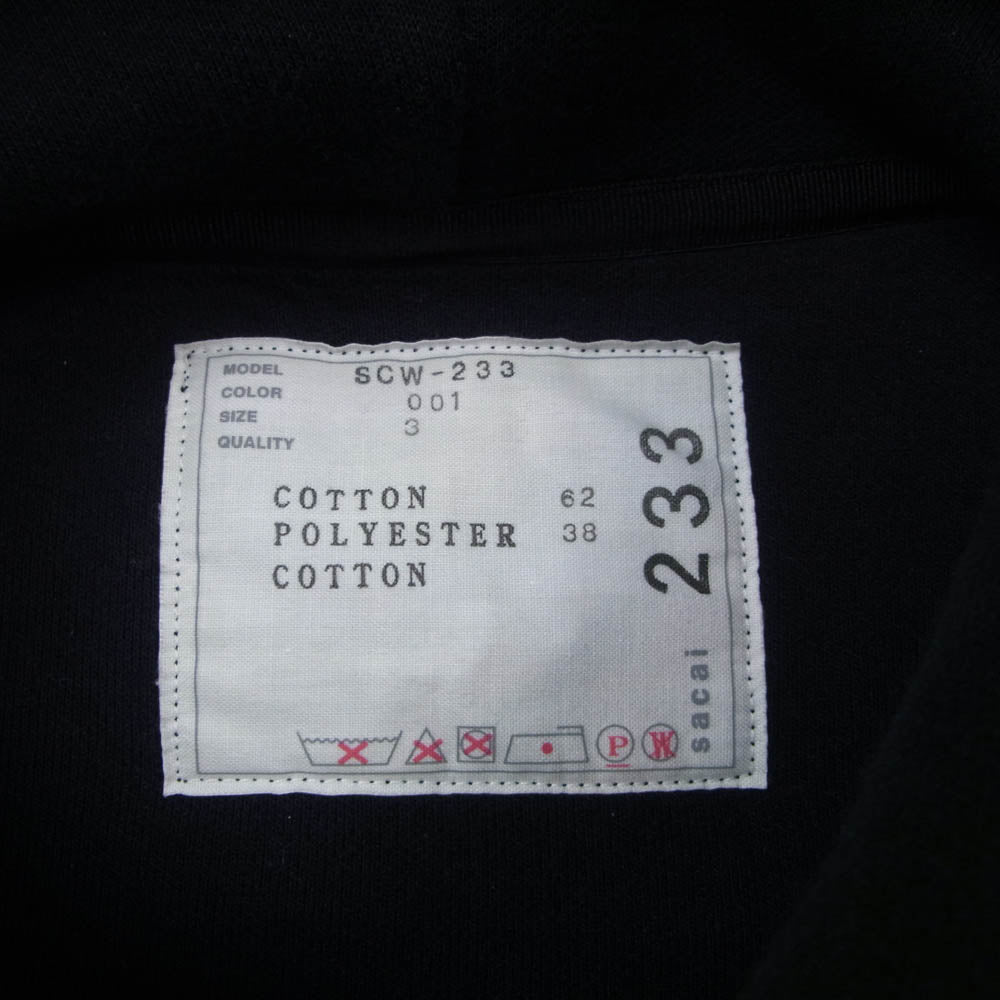 MODEL SCW-233
COLOR 001
SIZE 3
QUALITY
COTTON 62
POLYESTER 38
COTTON
233
sacai
P W